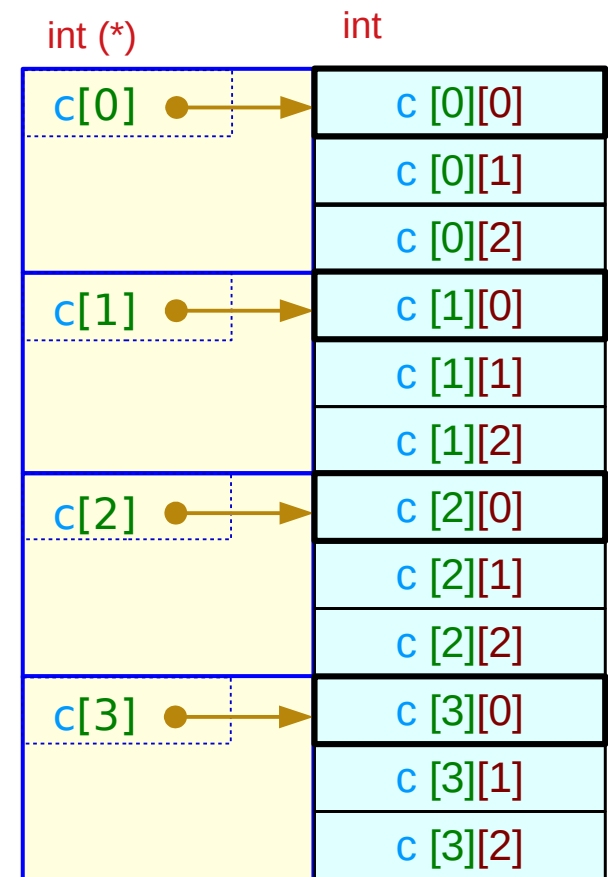 int (*) int
c[0] c [0][0]
c [0][1]
c [0][2]
c[1] c [1][0]
c [1][1]
c [1][2]
c[2] c [2][0]
c [2][1]
c [2][2]
c[3] c [3][0]
c [3][1]
c [3][2]